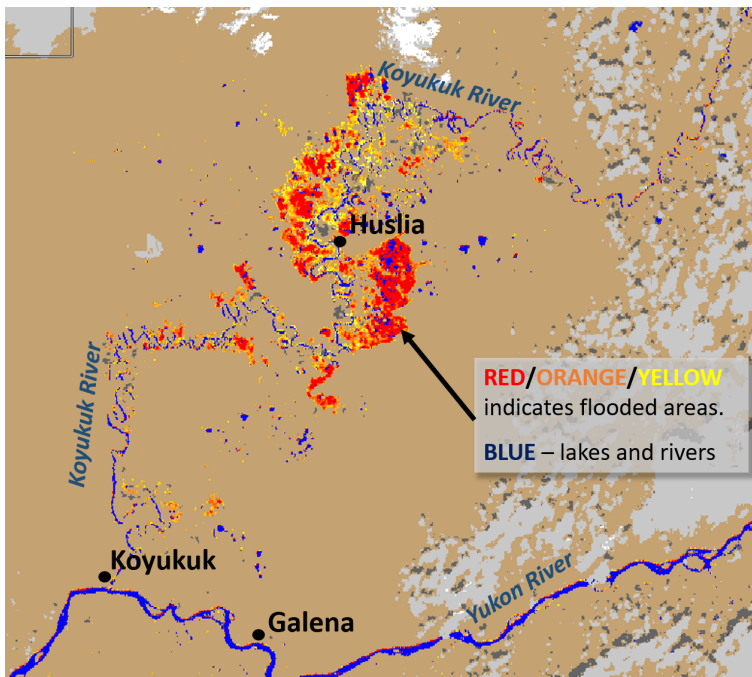 Koyukuk River
Huslia
Koyukuk River
RED/ORANGE/YELLOW
indicates flooded areas.
BLUE – lakes and rivers
Koyukuk
Yukon River
Galena